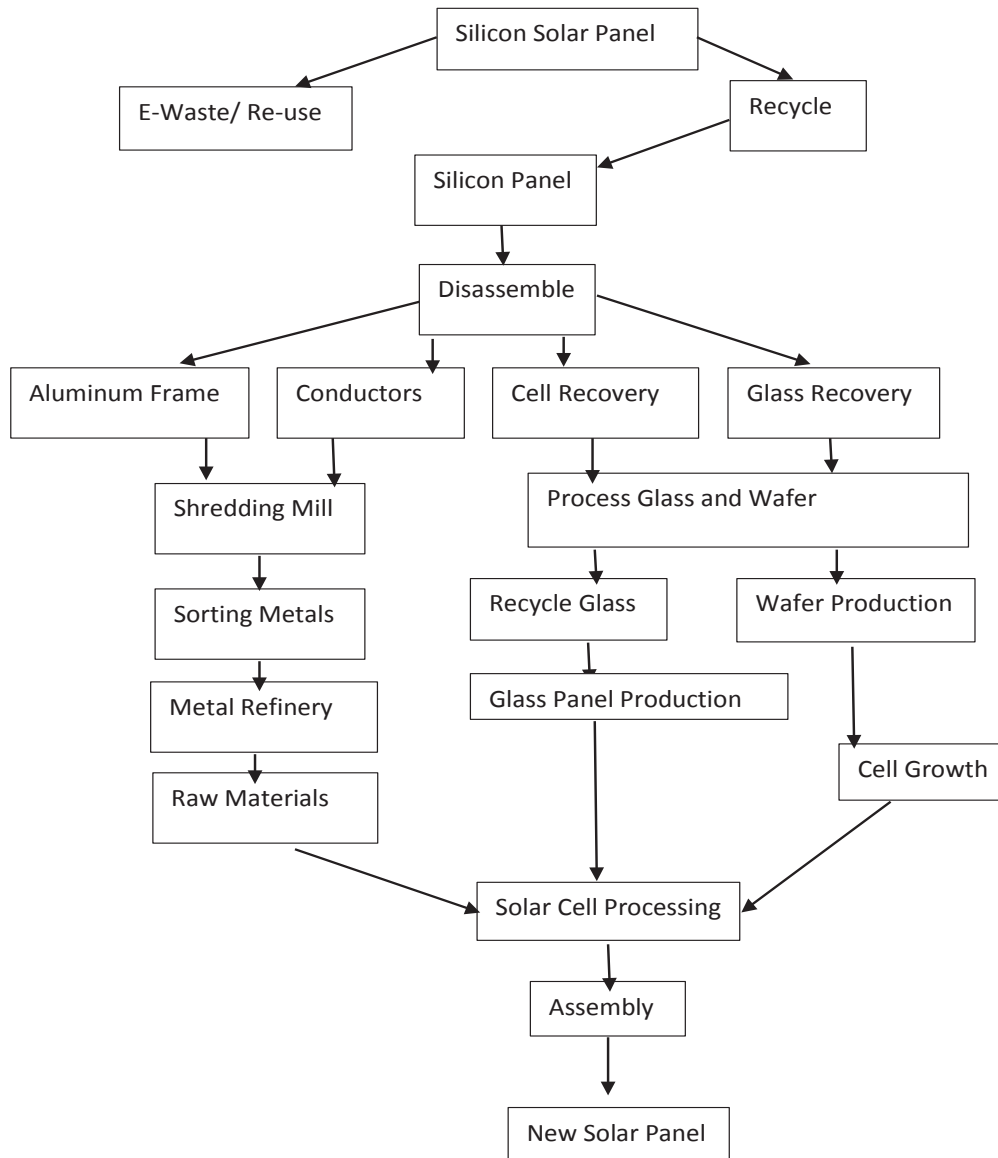 Silicon Solar Panel
E-Waste/ Re-use
Recycle
Silicon Panel
Disassemble
Aluminum Frame
Conductors
Cell Recovery
Glass Recovery
Shredding Mill
Process Glass and Wafer
Sorting Metals
Recycle Glass
Wafer Production
Metal Refinery
Glass Panel Production
Raw Materials
Cell Growth
Solar Cell Processing
Assembly
New Solar Panel